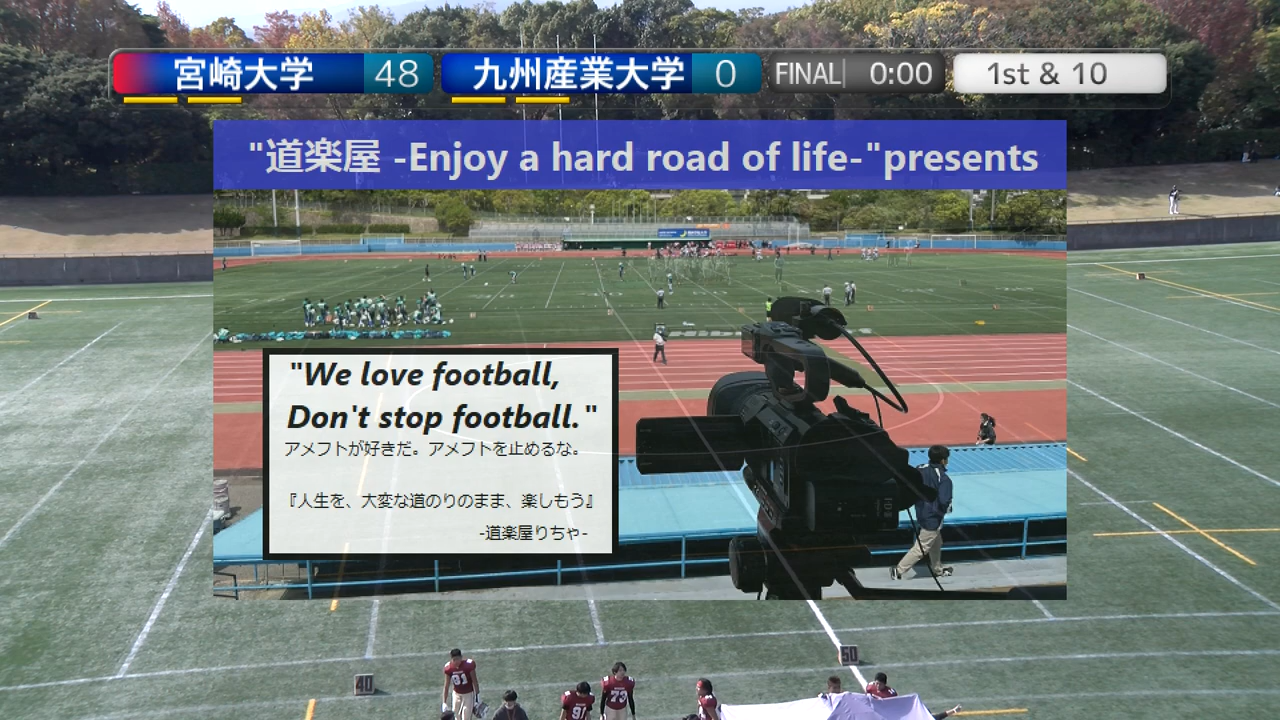 宮崎大学 48 九州産業大学 0 FINAL 0:00 1st & 10
"道楽屋 -Enjoy a hard road of life-"presents
"We love football,
Don't stop football."
アメフトが好きだ。アメフトを止めるな。
『人生を、大変な道のりのまま、楽しもう』
-道楽屋りちゃ-
50
40
81
73
91